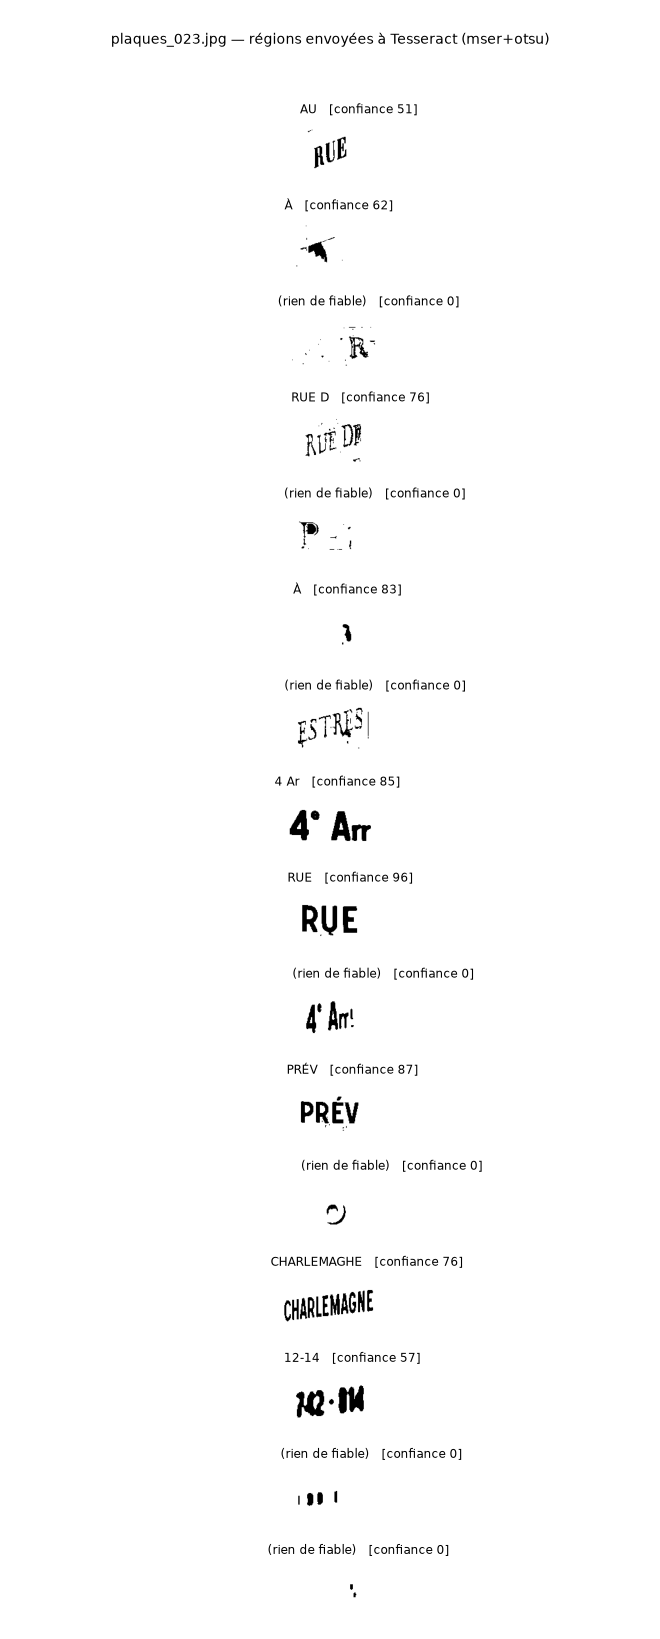 plaques_023.jpg — régions envoyées à Tesseract (mser+otsu)
AU [confiance 51]
RUE
À [confiance 62]
(rien de fiable) [confiance 0]
R
RUE D [confiance 76]
RUE DE
(rien de fiable) [confiance 0]
P
À [confiance 83]
(rien de fiable) [confiance 0]
ESTRES
4 Ar [confiance 85]
4e Arr
RUE [confiance 96]
RUE
(rien de fiable) [confiance 0]
4e Arrt
PRÉV [confiance 87]
PRÉV
(rien de fiable) [confiance 0]
CHARLEMAGHE [confiance 76]
CHARLEMAGNE
12-14 [confiance 57]
(rien de fiable) [confiance 0]
(rien de fiable) [confiance 0]